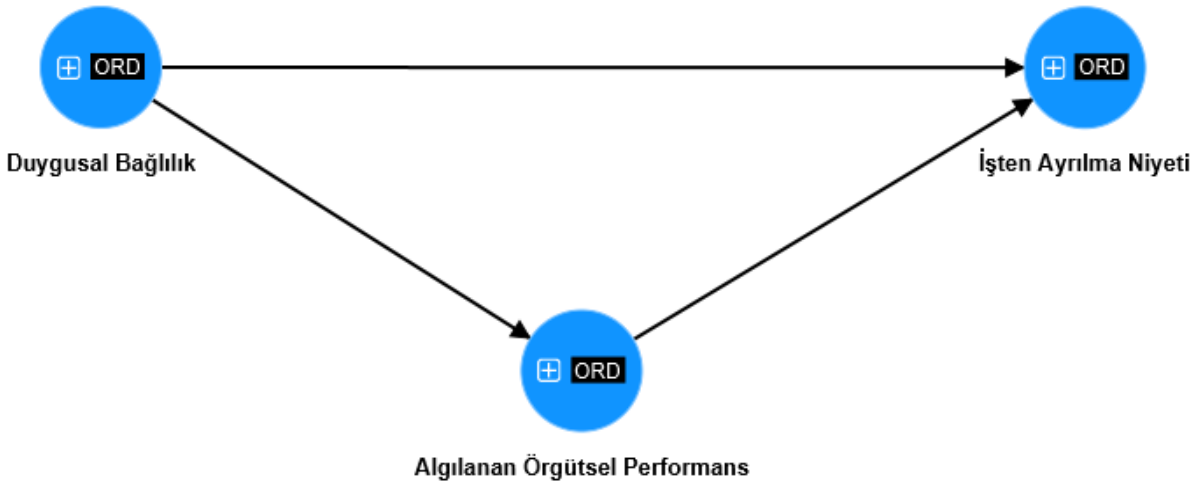 ORD
ORD
Duygusal Bağlılık
İşten Ayrılma Niyeti
ORD
Algılanan Örgütsel Performans